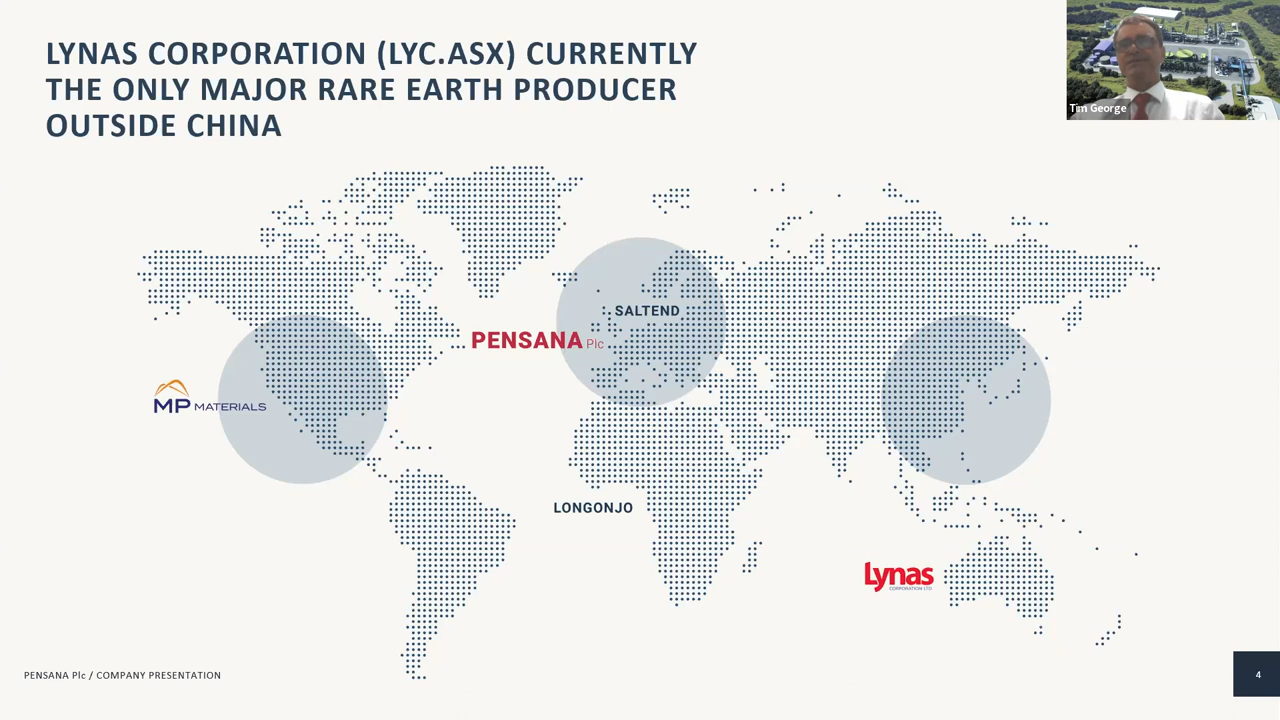 LYNAS CORPORATION (LYC.ASX) CURRENTLY
THE ONLY MAJOR RARE EARTH PRODUCER
OUTSIDE CHINA
Tim George
SALTEND
PENSANA Plc
MP MATERIALS
LONGONJO
Lynas
CORPORATION LTD
PENSANA Plc / COMPANY PRESENTATION
4